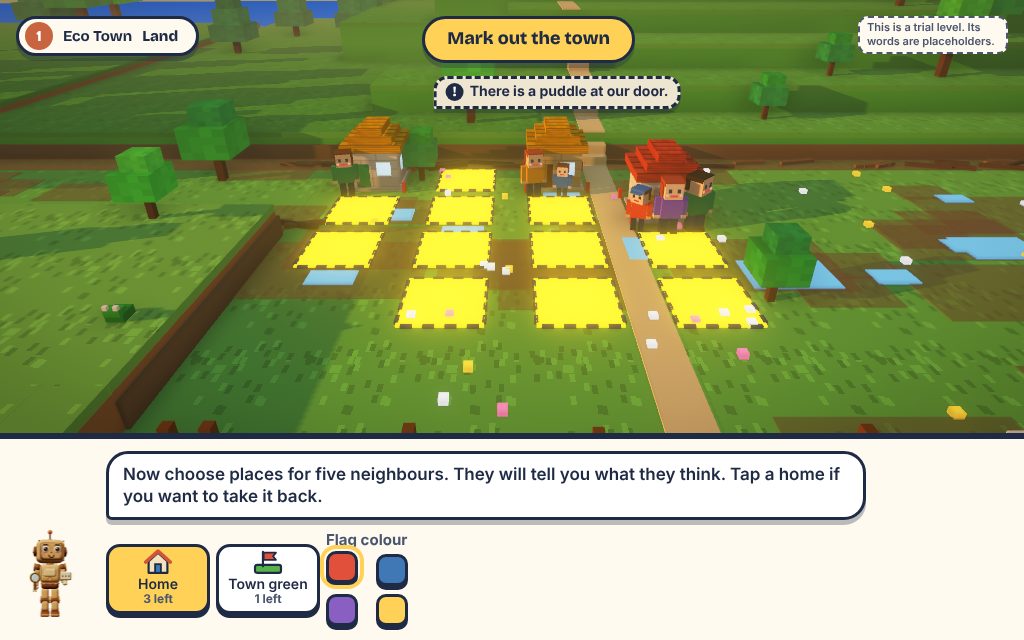 1 Eco Town Land
Mark out the town
This is a trial level. Its
words are placeholders.
! There is a puddle at our door.
Now choose places for five neighbours. They will tell you what they think. Tap a home if
you want to take it back.
Flag colour
Home
3 left
Town green
1 left